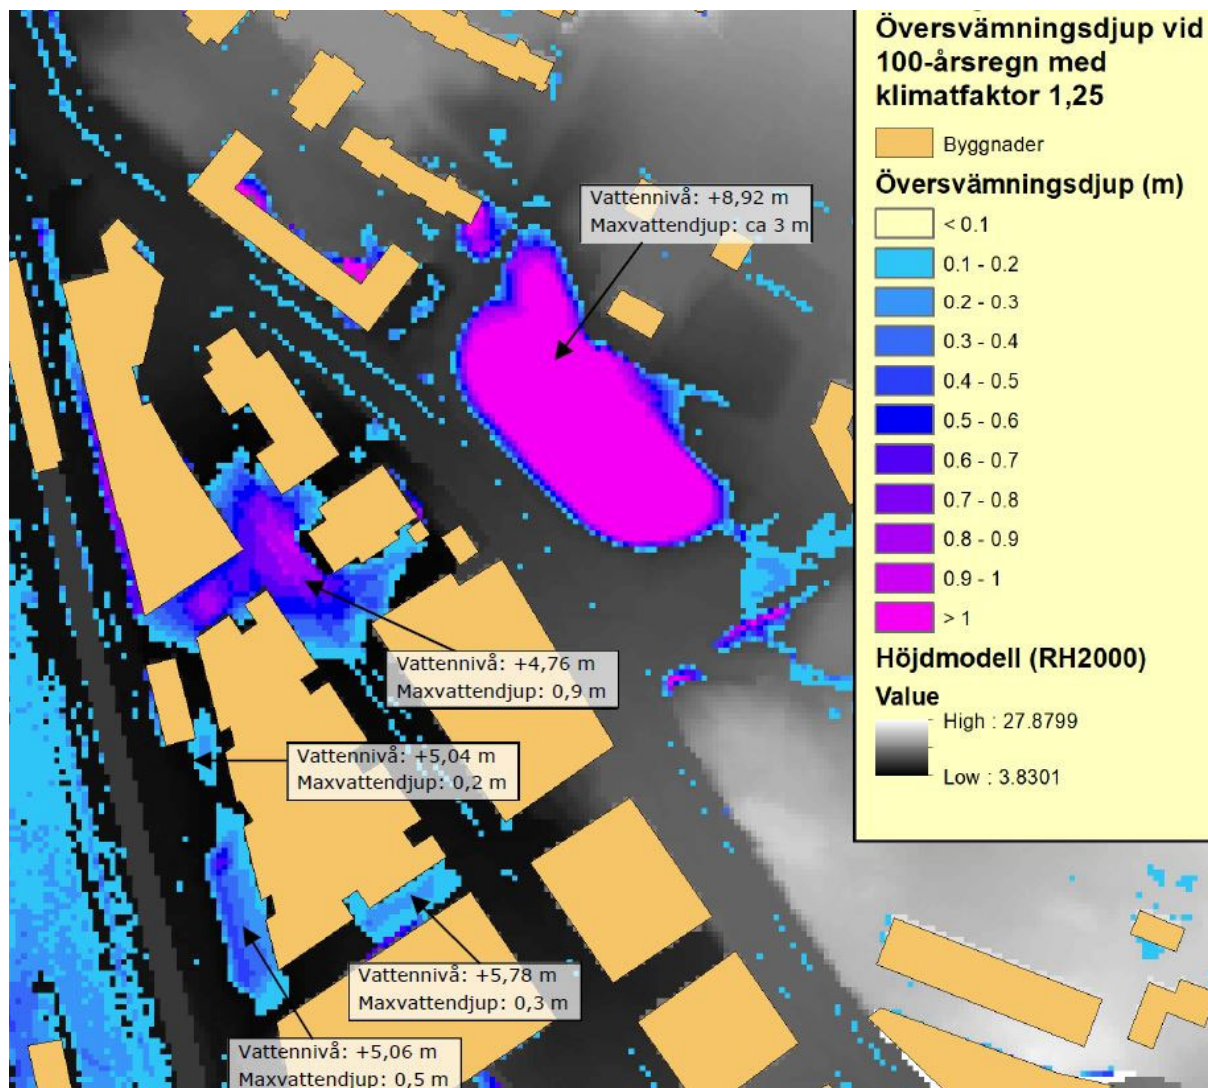 Översvämningsdjup vid
100-årsregn med
klimatfaktor 1,25
Byggnader
Översvämningsdjup (m)
< 0.1
0.1 - 0.2
0.2 - 0.3
0.3 - 0.4
0.4 - 0.5
0.5 - 0.6
0.6 - 0.7
0.7 - 0.8
0.8 - 0.9
0.9 - 1
> 1
Höjdmodell (RH2000)
Value
High : 27.8799
Low : 3.8301
Vattennivå: +8,92 m
Maxvattendjup: ca 3 m
Vattennivå: +4,76 m
Maxvattendjup: 0,9 m
Vattennivå: +5,04 m
Maxvattendjup: 0,2 m
Vattennivå: +5,78 m
Maxvattendjup: 0,3 m
Vattennivå: +5,06 m
Maxvattendjup: 0,5 m